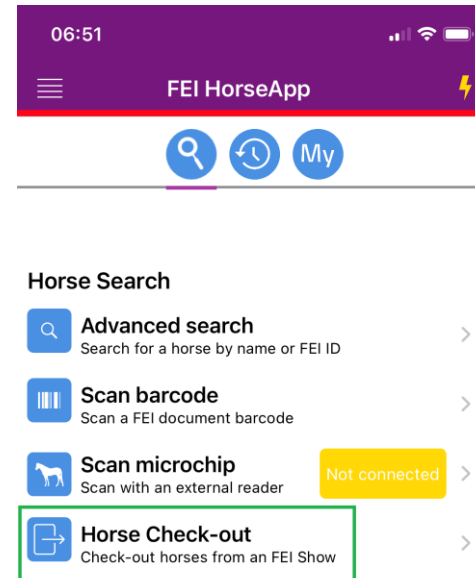 06:51
FEI HorseApp
My
Horse Search
Advanced search
Search for a horse by name or FEI ID
Scan barcode
Scan a FEI document barcode
Scan microchip
Scan with an external reader
Not connected
Horse Check-out
Check-out horses from an FEI Show